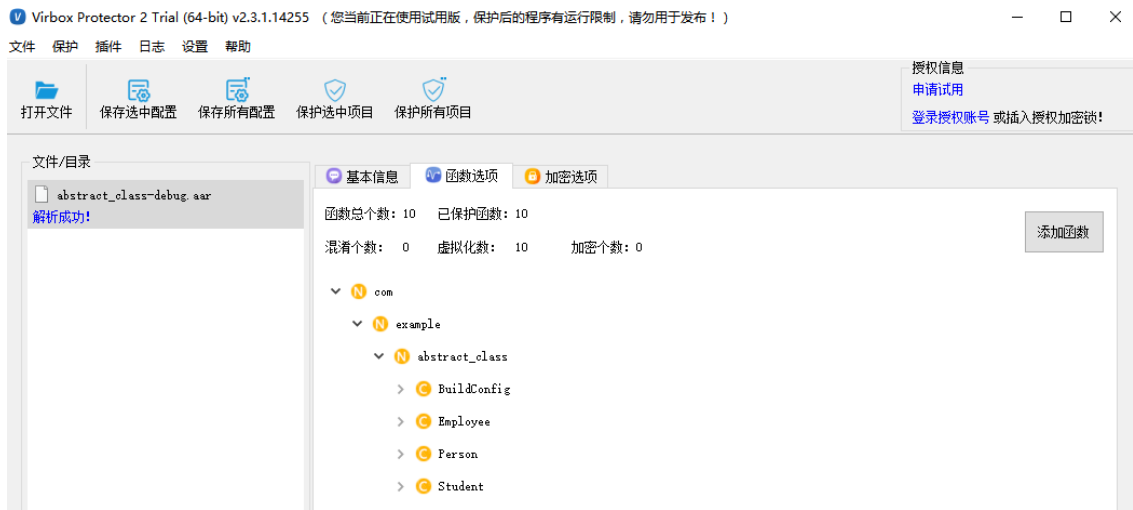 Virbox Protector 2 Trial (64-bit) v2.3.1.14255 （您当前正在使用试用版，保护后的程序有运行限制，请勿用于发布！）
文件 保护 插件 日志 设置 帮助
打开文件 保存选中配置 保存所有配置 保护选中项目 保护所有项目
授权信息
申请试用
登录授权账号 或插入授权加密锁!
文件/目录
abstract_class-debug.aar
解析成功!
基本信息 函数选项 加密选项
函数总个数: 10 已保护函数: 10
添加函数
混淆个数: 0 虚拟化数: 10 加密个数: 0
N com
N example
N abstract_class
C BuildConfig
C Employee
C Person
C Student